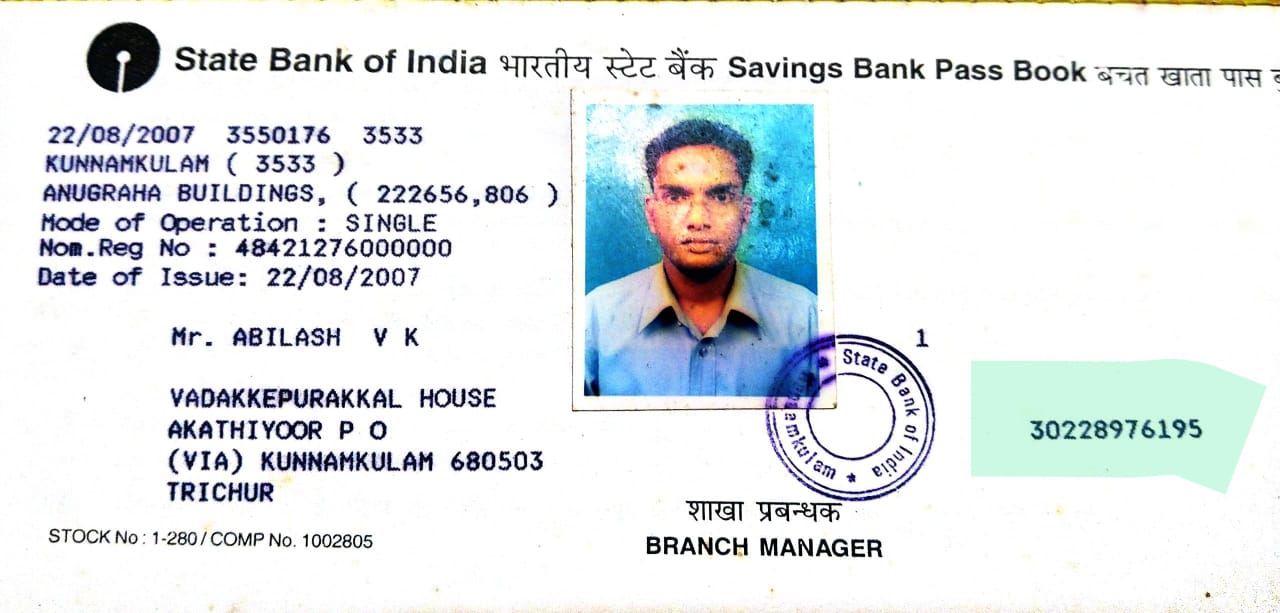 State Bank of India भारतीय स्टेट बैंक Savings Bank Pass Book बचत खाता पास
22/08/2007 3550176 3533
KUNNAMKULAM ( 3533 )
ANUGRAHA BUILDINGS, ( 222656,806 )
Mode of Operation : SINGLE
Nom.Reg No : 48421276000000
Date of Issue: 22/08/2007
Mr. ABILASH V K
1
VADAKKEPURAKKAL HOUSE
AKATHIYOOR P O
(VIA) KUNNAMKULAM 680503
TRICHUR
State Bank of India
30228976195
शाखा प्रबन्धक
BRANCH MANAGER
STOCK No : 1-280 / COMP No. 1002805